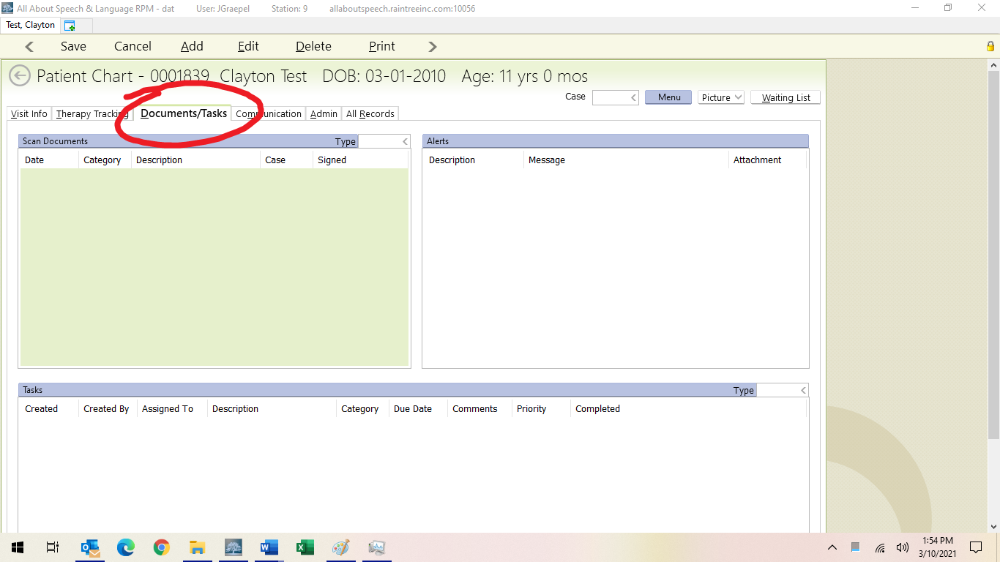 All About Speech & Language RPM - dat User: JGraepel Station: 9 allaboutspeech.raintreeinc.com:10056
Test, Clayton
< Save Cancel Add Edit Delete Print >
Patient Chart - 0001839 Clayton Test DOB: 03-01-2010 Age: 11 yrs 0 mos
Case Menu Picture Waiting List
Visit Info Therapy Tracking Documents/Tasks Communication Admin All Records
Scan Documents Type
Date Category Description Case Signed
Alerts
Description Message Attachment
Tasks Type
Created Created By Assigned To Description Category Due Date Comments Priority Completed
1:54 PM
3/10/2021